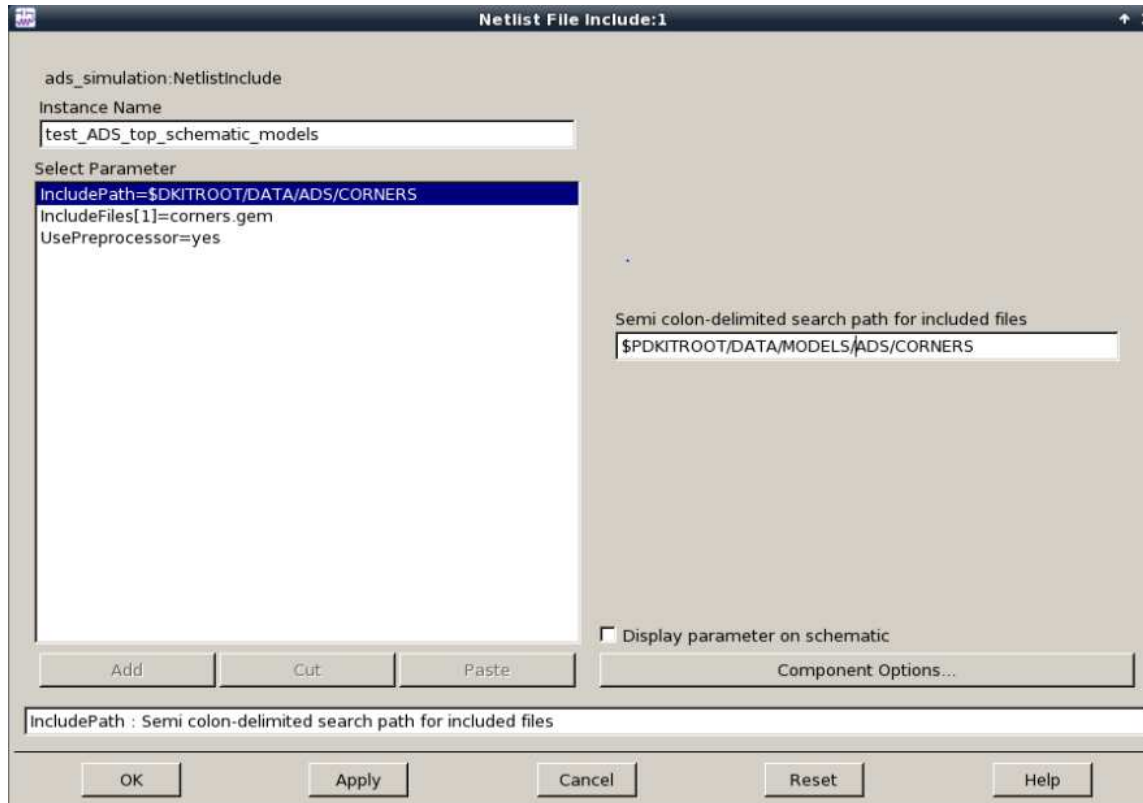 Netlist File Include:1
ads_simulation:NetlistInclude
Instance Name
test_ADS_top_schematic_models
Select Parameter
IncludePath=$DKITROOT/DATA/ADS/CORNERS
IncludeFiles[1]=corners.gem
UsePreprocessor=yes
Semi colon-delimited search path for included files
$PDKITROOT/DATA/MODELS/ADS/CORNERS
Display parameter on schematic
Add
Cut
Paste
Component Options...
IncludePath : Semi colon-delimited search path for included files
OK
Apply
Cancel
Reset
Help